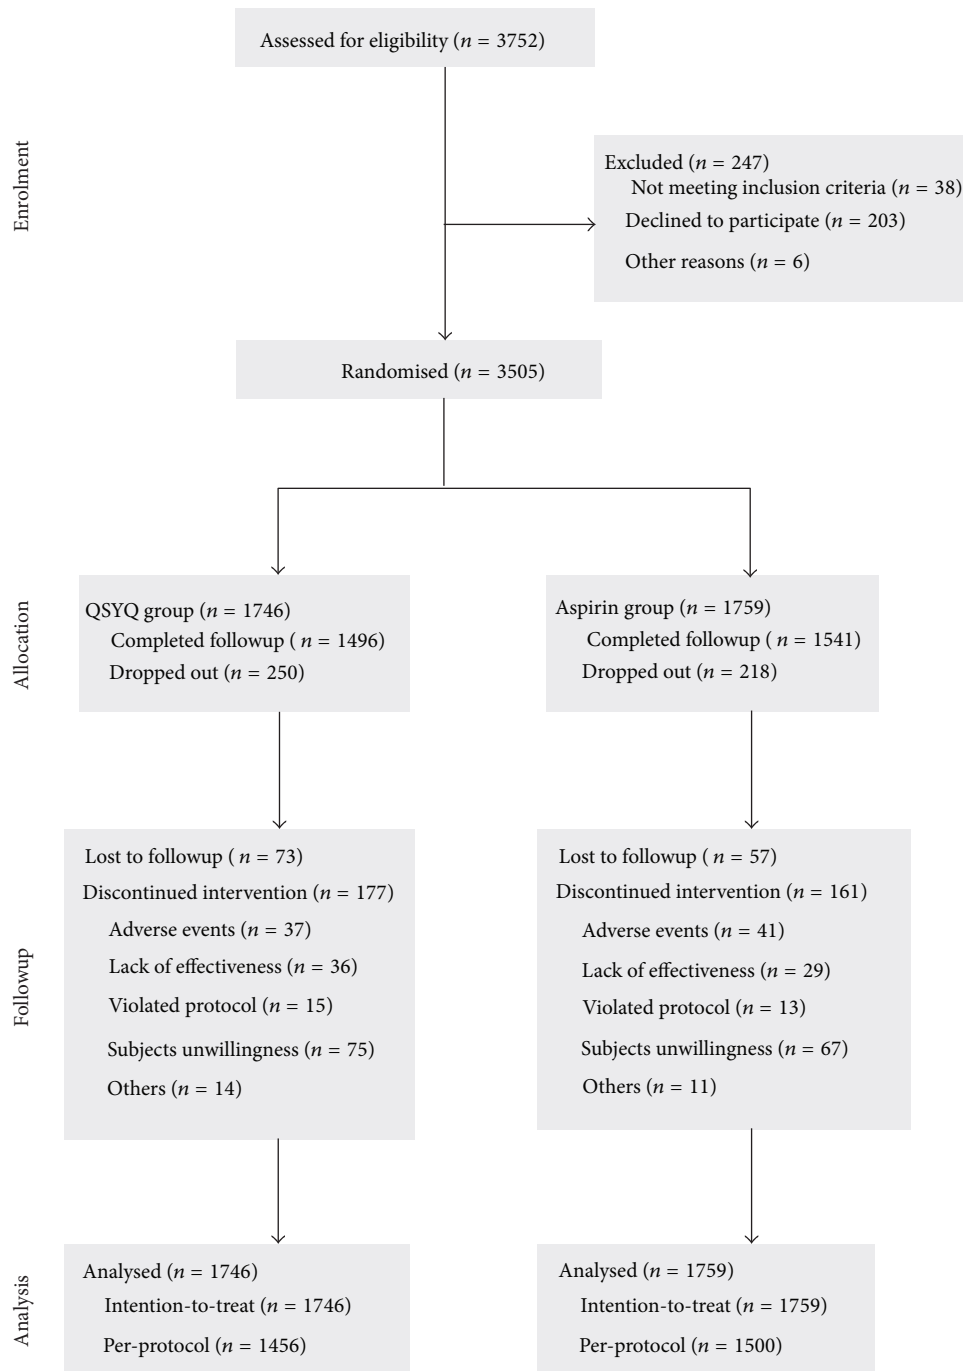 Enrolment
Assessed for eligibility (n = 3752)
Excluded (n = 247)
Not meeting inclusion criteria (n = 38)
Declined to participate (n = 203)
Other reasons (n = 6)
Randomised (n = 3505)
Allocation
QSYQ group (n = 1746)
Completed followup ( n = 1496)
Dropped out (n = 250)
Aspirin group (n = 1759)
Completed followup ( n = 1541)
Dropped out (n = 218)
Followup
Lost to followup ( n = 73)
Discontinued intervention (n = 177)
Adverse events (n = 37)
Lack of effectiveness (n = 36)
Violated protocol (n = 15)
Subjects unwillingness (n = 75)
Others (n = 14)
Lost to followup ( n = 57)
Discontinued intervention (n = 161)
Adverse events (n = 41)
Lack of effectiveness (n = 29)
Violated protocol (n = 13)
Subjects unwillingness (n = 67)
Others (n = 11)
Analysis
Analysed (n = 1746)
Intention-to-treat (n = 1746)
Per-protocol (n = 1456)
Analysed (n = 1759)
Intention-to-treat (n = 1759)
Per-protocol (n = 1500)